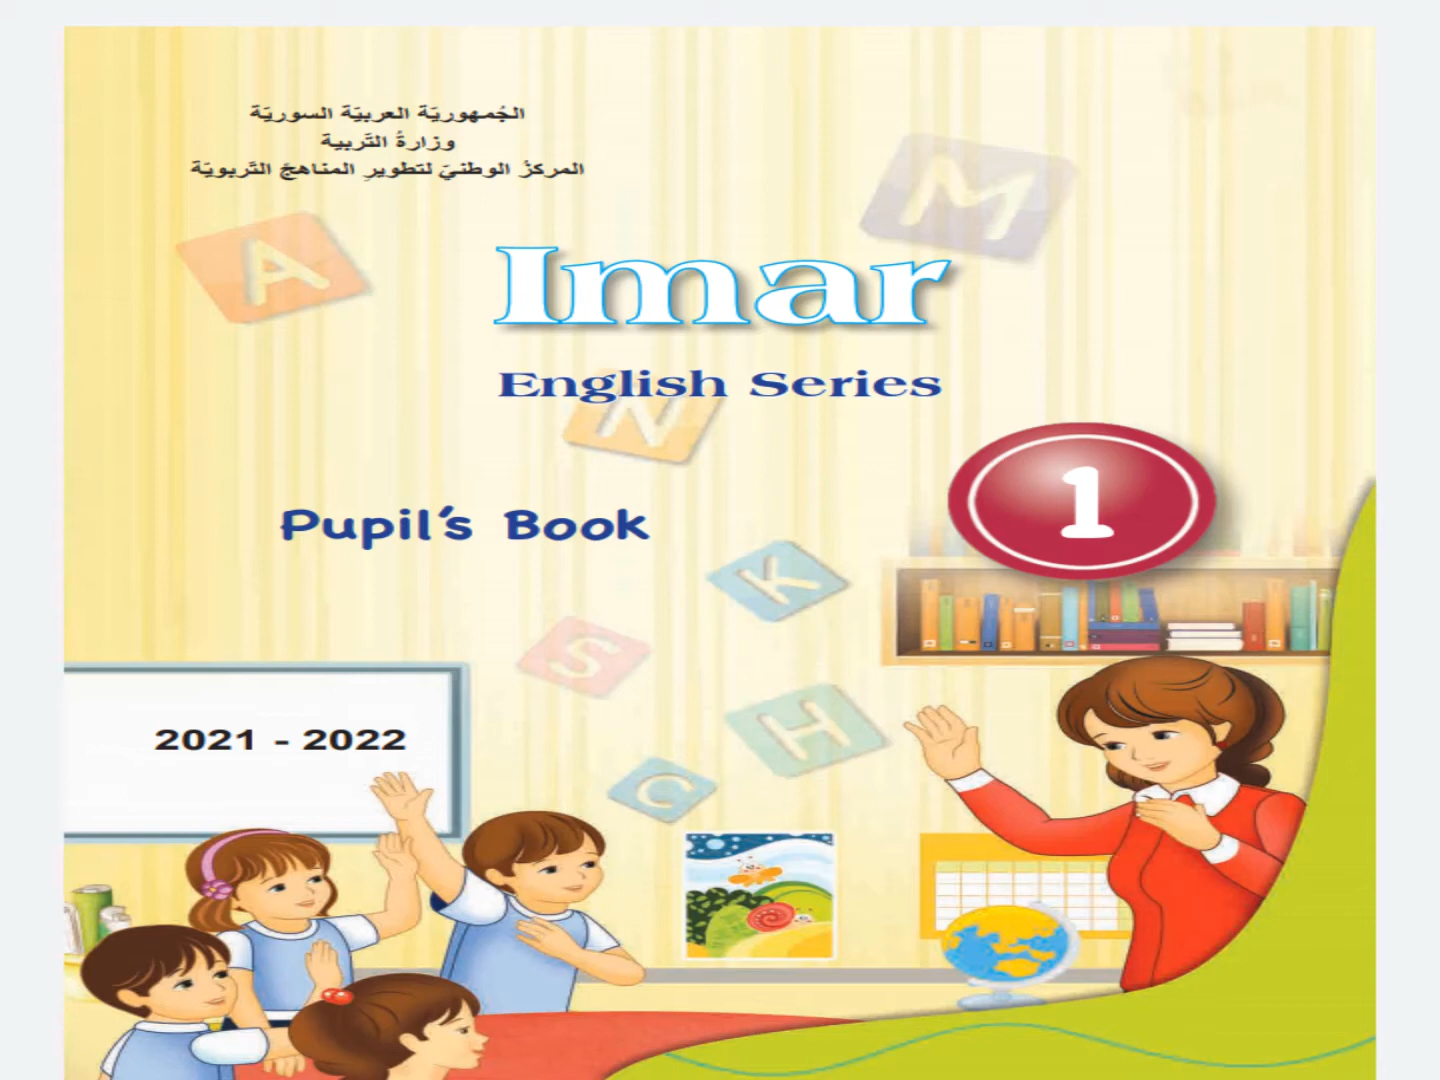 الجُمهوريّة العربيّة السوريّة
وزارةُ التَّربية
المركزُ الوطنيّ لتطويرِ المناهجَ التَّربويّة
A
M
Imar
English Series
N
1
Pupil's Book
K
S
H
2021 - 2022
C